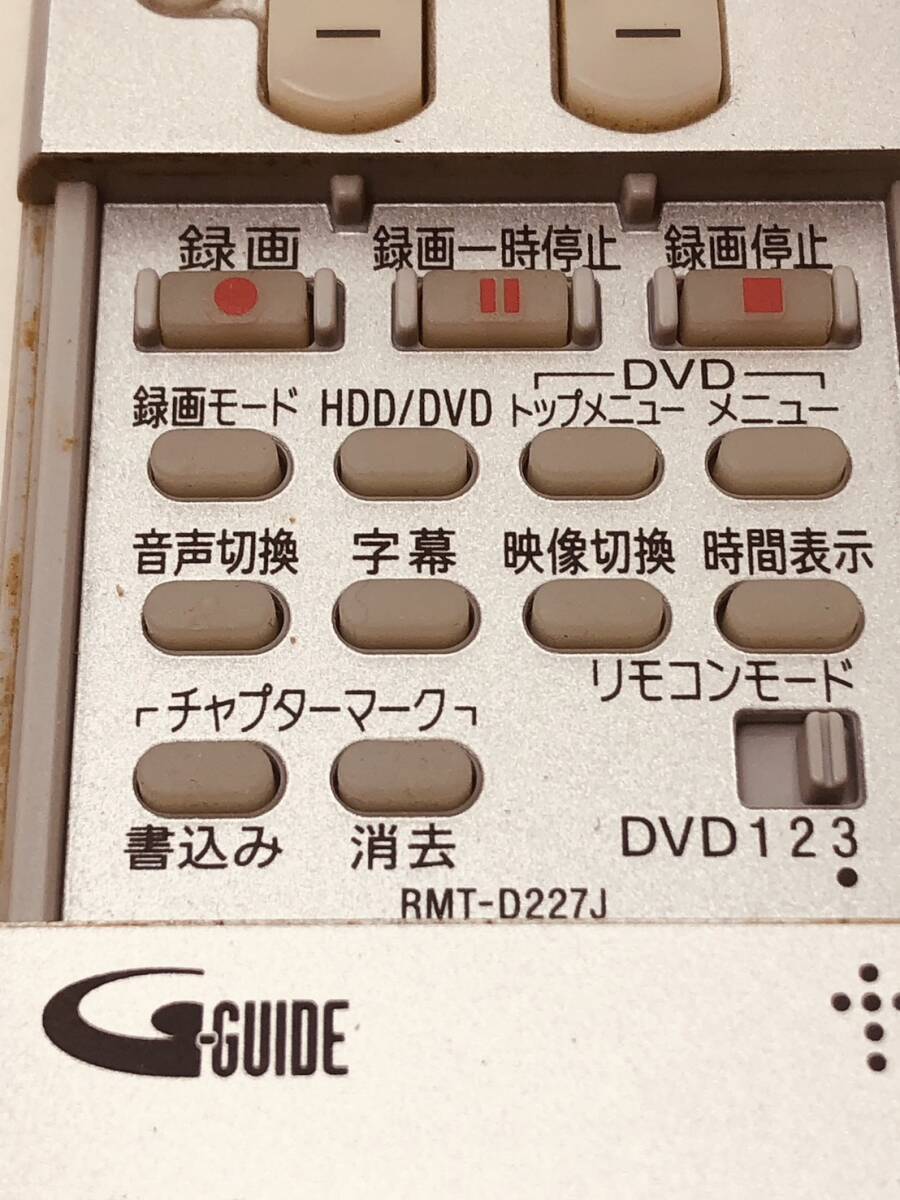 録画 録画一時停止 録画停止
DVD
録画モード HDD/DVD トップメニュー メニュー
音声切換 字幕 映像切換 時間表示
リモコンモード
チャプターマーク
書込み 消去 DVD 1 2 3
RMT-D227J
G-GUIDE